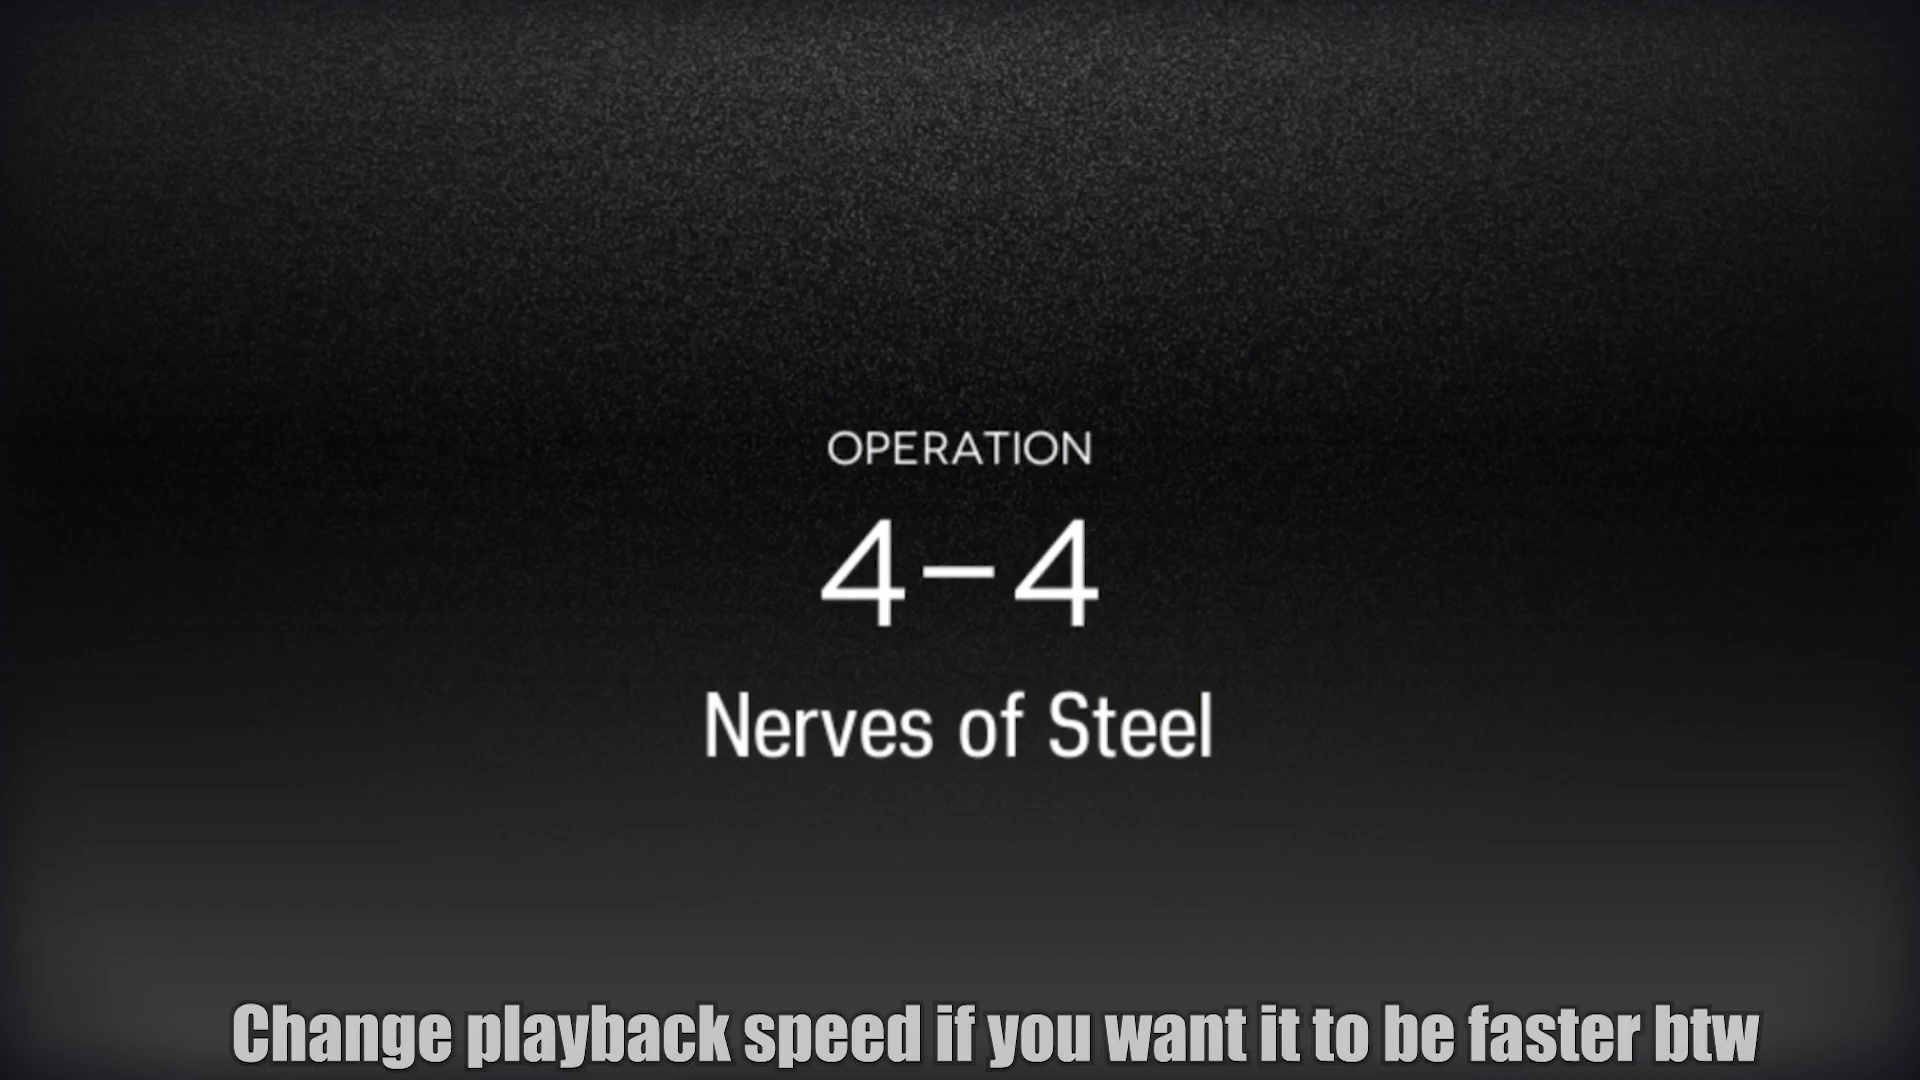 OPERATION
4-4
Nerves of Steel
Change playback speed if you want it to be faster btw